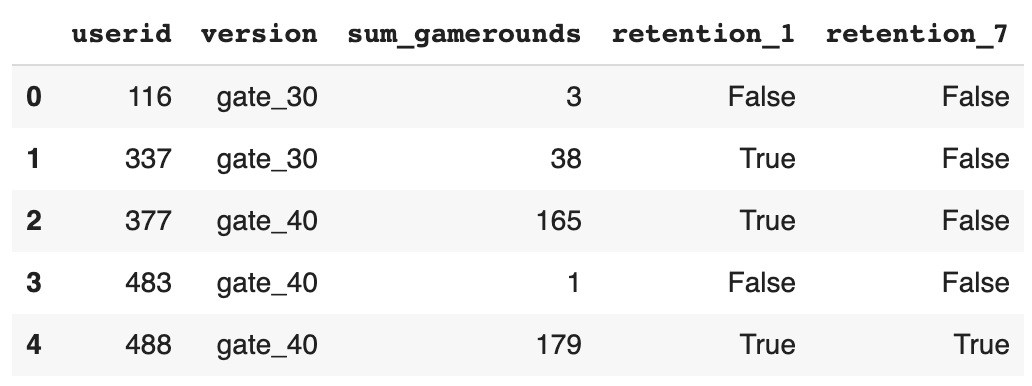 userid version sum_gamerounds retention_1 retention_7
0 116 gate_30 3 False False
1 337 gate_30 38 True False
2 377 gate_40 165 True False
3 483 gate_40 1 False False
4 488 gate_40 179 True True